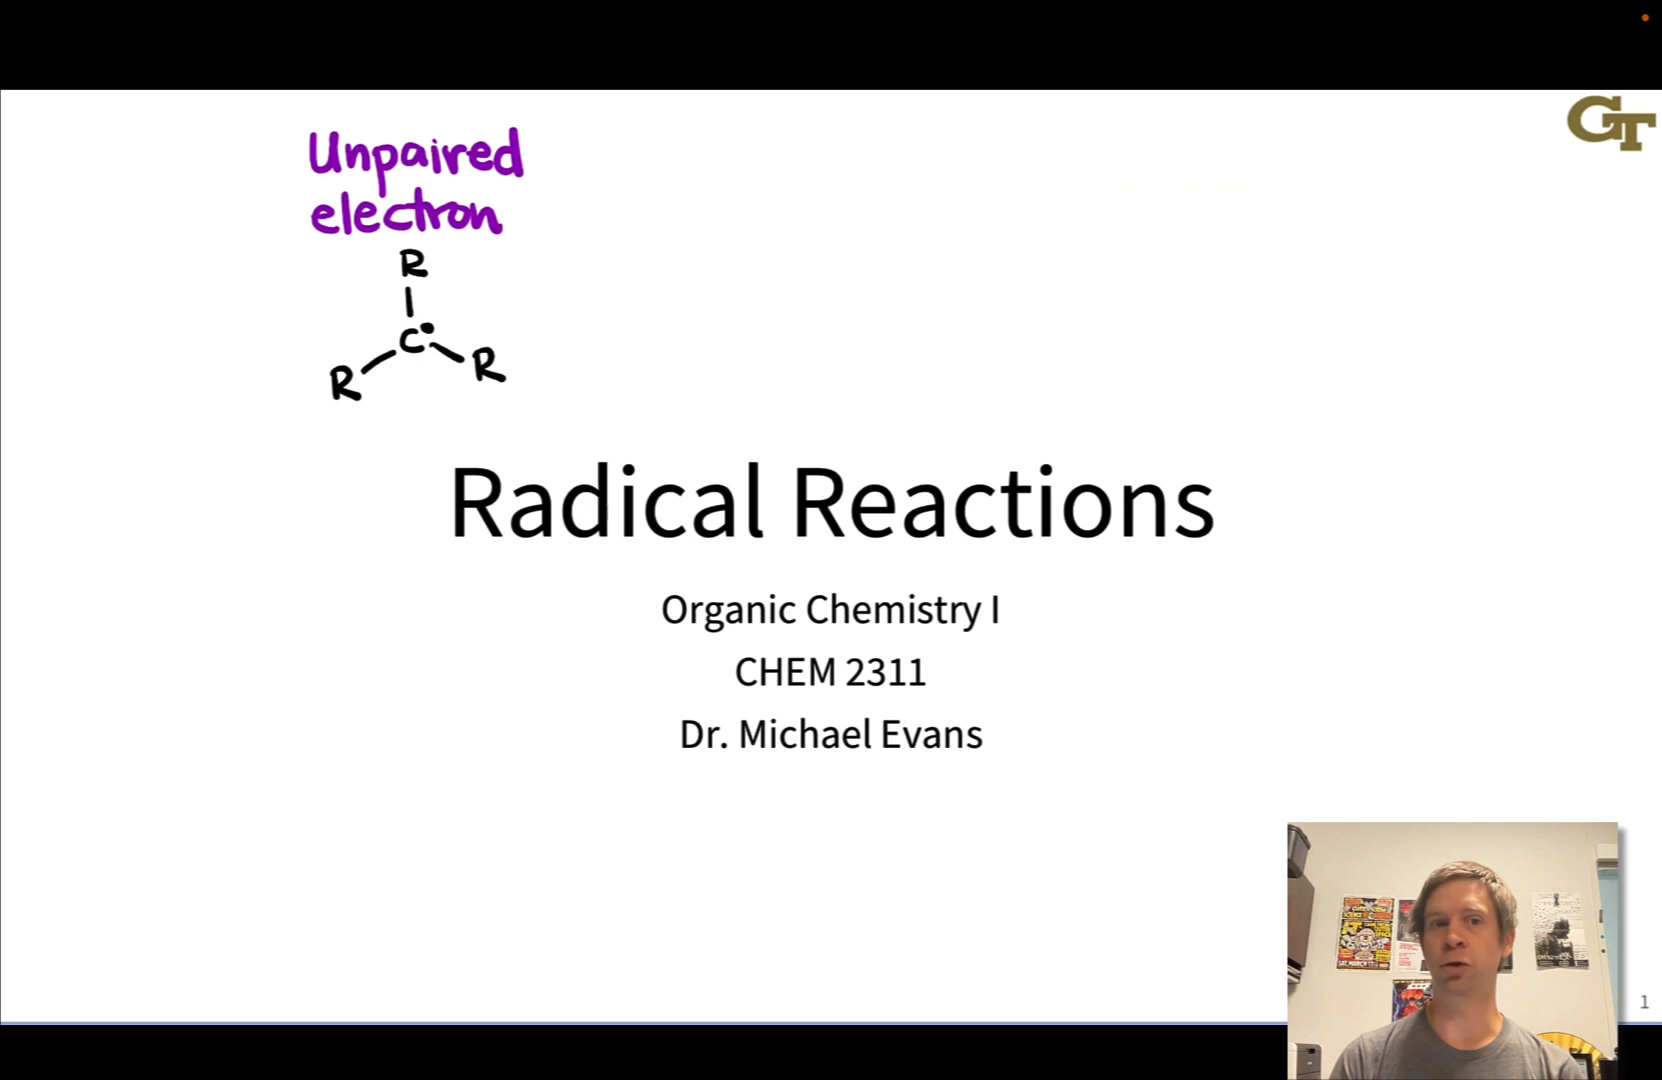 GT
Unpaired
electron
R
C•
R
R
Radical Reactions
Organic Chemistry I
CHEM 2311
Dr. Michael Evans
1